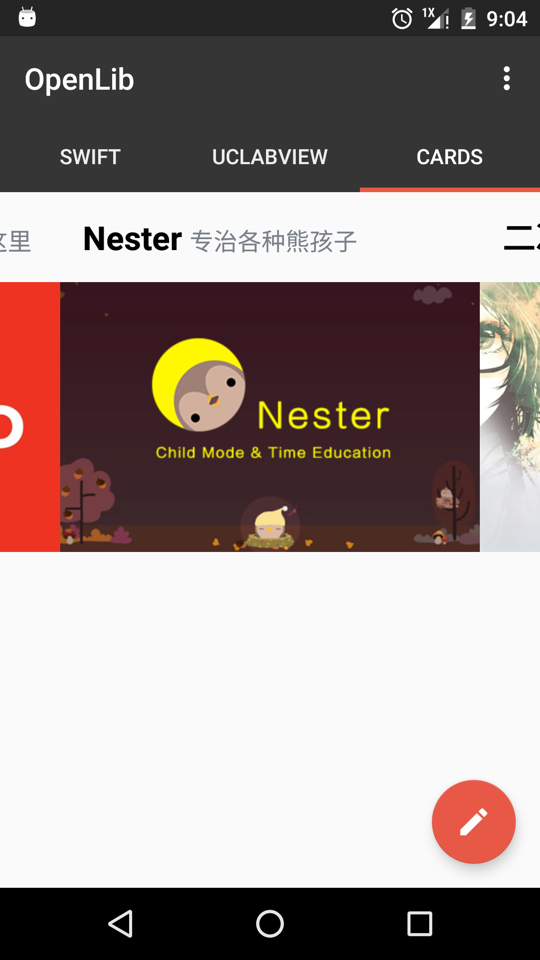 1X 9:04
OpenLib
SWIFT UCLABVIEW CARDS
这里 Nester 专治各种熊孩子 二
Nester
Child Mode & Time Education